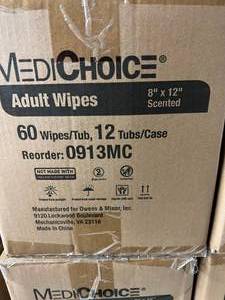 MEDICHOICE®
Adult Wipes
8" x 12"
Scented
60 Wipes/Tub, 12 Tubs/Case
Reorder: 0913MC
NOT MADE WITH
2
Manufactured for Owens & Minor, Inc.
9120 Lockwood Boulevard
Mechanicsville, VA 23116
Made in China
MEDICHOICE®